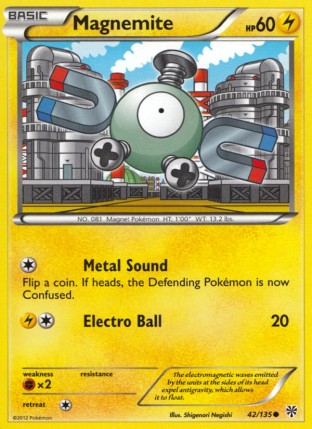 BASIC
Magnemite
HP60
NO. 081 Magnet Pokémon HT: 1'00" WT: 13.2 lbs.
Metal Sound
Flip a coin. If heads, the Defending Pokémon is now
Confused.
Electro Ball 20
weakness resistance
×2
The electromagnetic waves emitted
by the units at the sides of its head
expel antigravity, which allows
it to float.
retreat
©2012 Pokémon
Illus. Shigenori Negishi
42/135